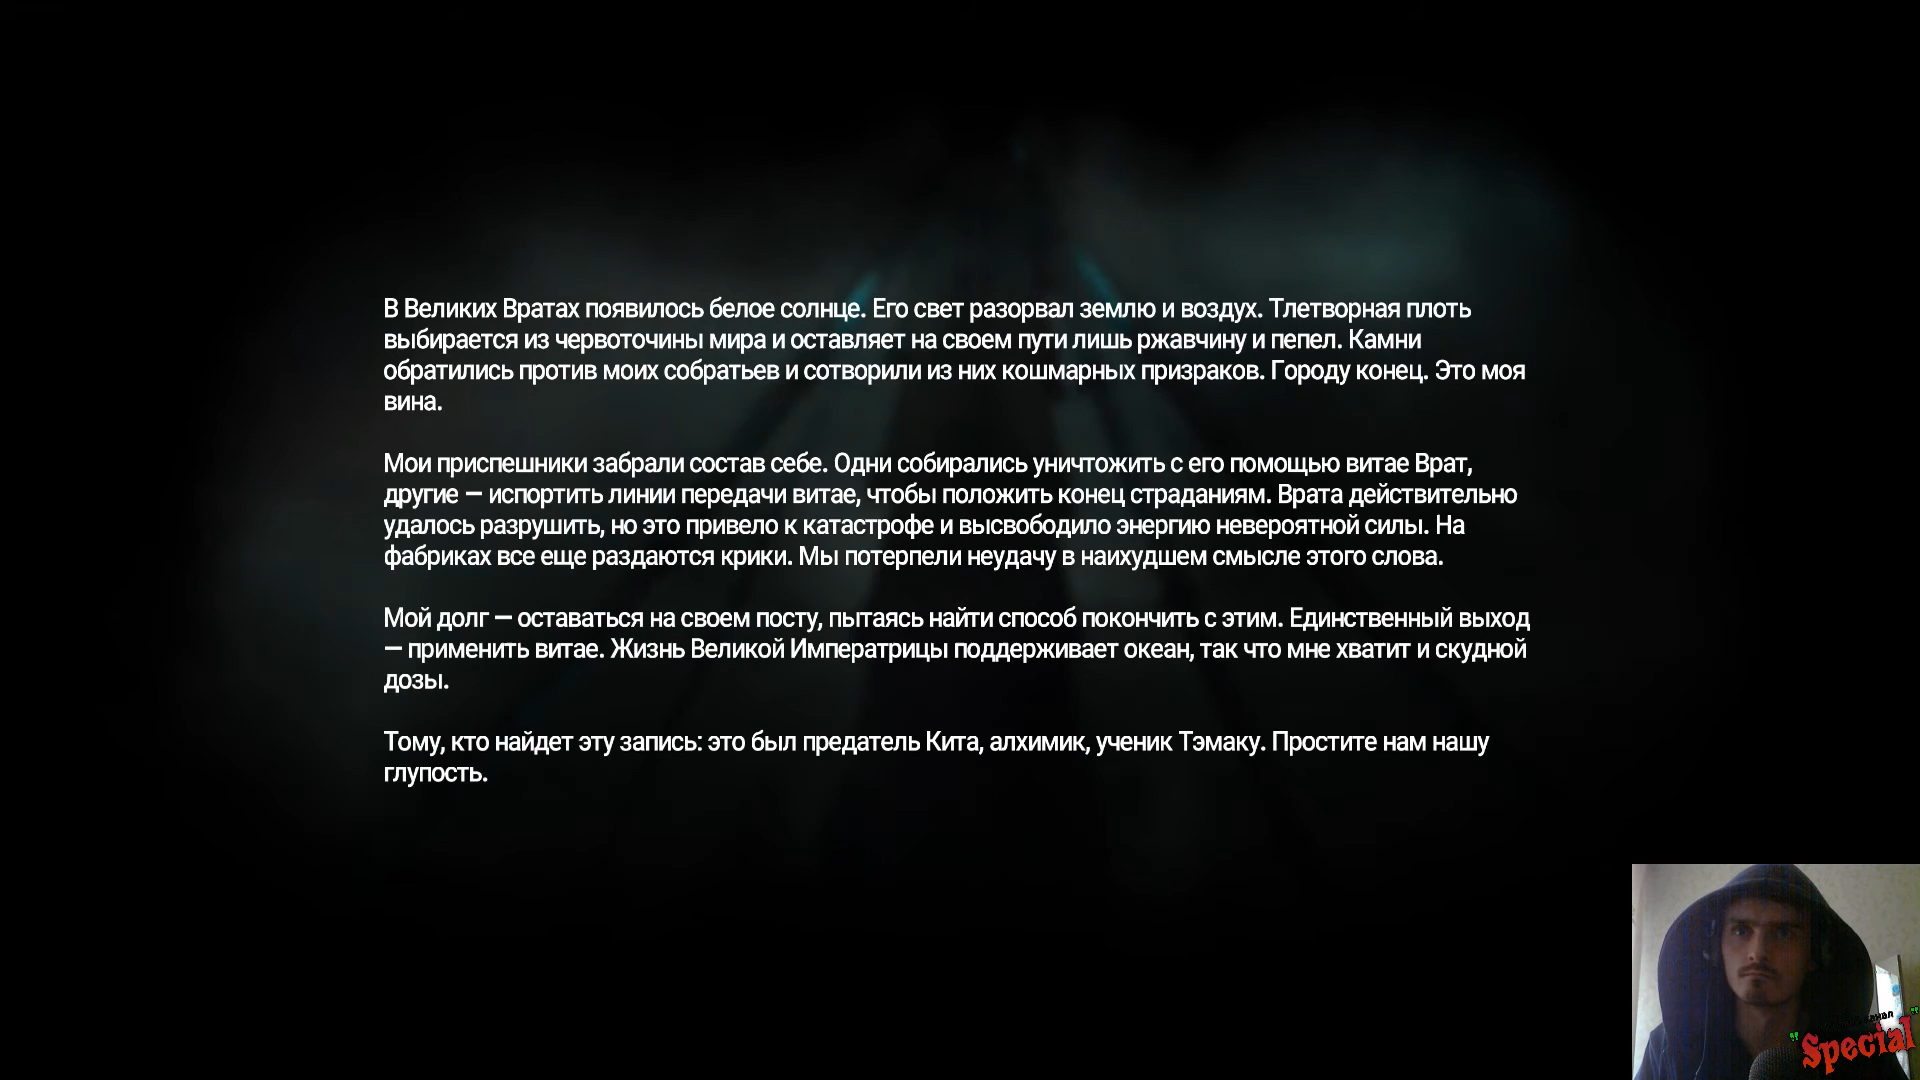 В Великих Вратах появилось белое солнце. Его свет разорвал землю и воздух. Тлетворная плоть
выбирается из червоточины мира и оставляет на своем пути лишь ржавчину и пепел. Камни
обратились против моих собратьев и сотворили из них кошмарных призраков. Городу конец. Это моя
вина.
Мои приспешники забрали состав себе. Одни собирались уничтожить с его помощью витае Врат,
другие — испортить линии передачи витае, чтобы положить конец страданиям. Врата действительно
удалось разрушить, но это привело к катастрофе и высвободило энергию невероятной силы. На
фабриках все еще раздаются крики. Мы потерпели неудачу в наихудшем смысле этого слова.
Мой долг — оставаться на своем посту, пытаясь найти способ покончить с этим. Единственный выход
— применить витае. Жизнь Великой Императрицы поддерживает океан, так что мне хватит и скудной
дозы.
Тому, кто найдет эту запись: это был предатель Кита, алхимик, ученик Тэмаку. Простите нам нашу
глупость.
"Special"